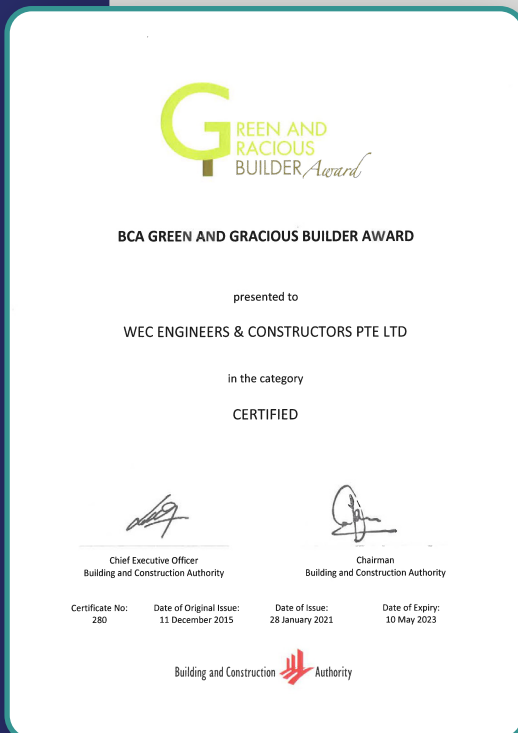 GREEN AND
GRACIOUS
BUILDER Award
BCA GREEN AND GRACIOUS BUILDER AWARD
presented to
WEC ENGINEERS & CONSTRUCTORS PTE LTD
in the category
CERTIFIED
Chief Executive Officer
Building and Construction Authority
Chairman
Building and Construction Authority
Certificate No:
280
Date of Original Issue:
11 December 2015
Date of Issue:
28 January 2021
Date of Expiry:
10 May 2023
Building and Construction Authority